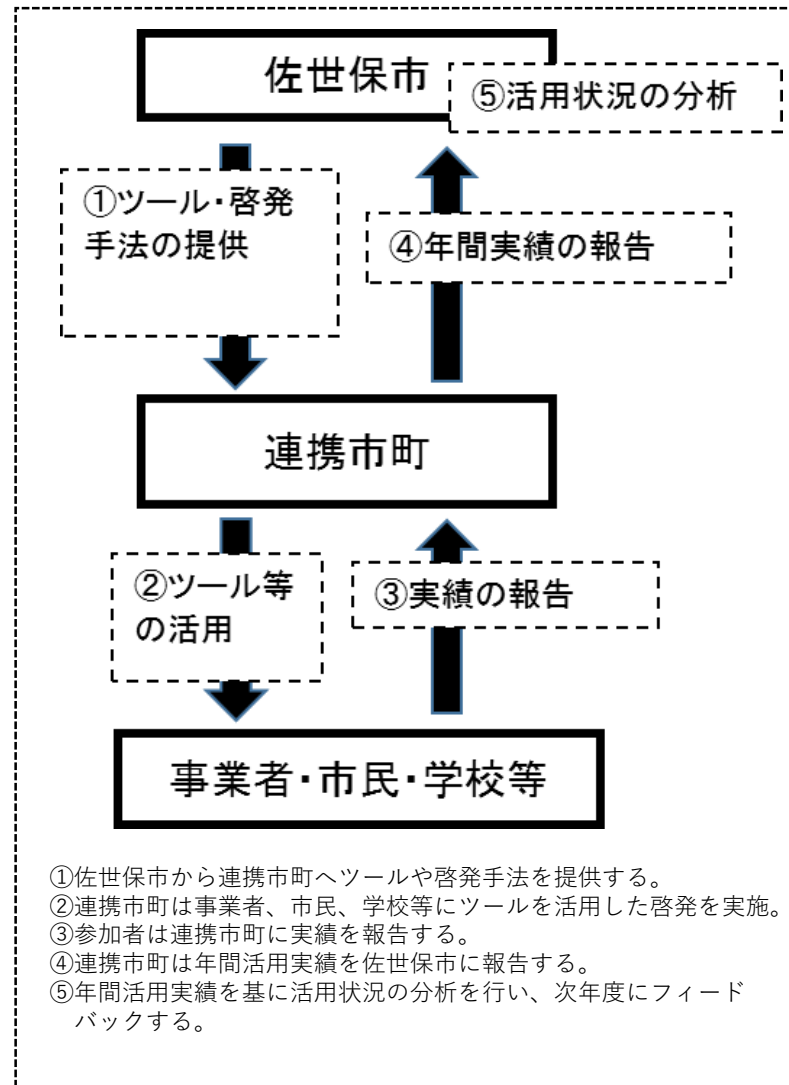 佐世保市
⑤活用状況の分析
①ツール・啓発
手法の提供
④年間実績の報告
連携市町
②ツール等
の活用
③実績の報告
事業者・市民・学校等
①佐世保市から連携市町へツールや啓発手法を提供する。
②連携市町は事業者、市民、学校等にツールを活用した啓発を実施。
③参加者は連携市町に実績を報告する。
④連携市町は年間活用実績を佐世保市に報告する。
⑤年間活用実績を基に活用状況の分析を行い、次年度にフィード
バックする。